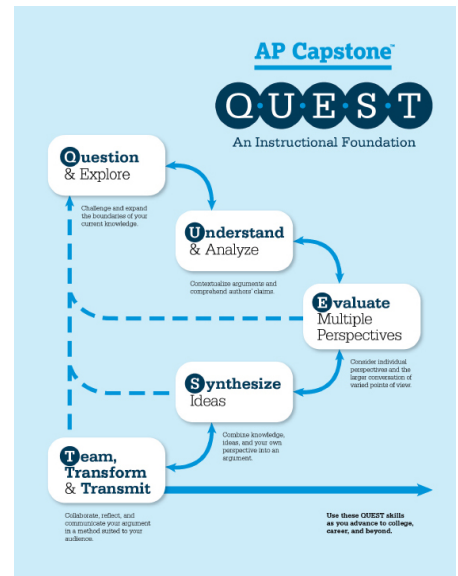 AP Capstone™
Q·U·E·S·T
An Instructional Foundation
Question
& Explore
Challenge and expand
the boundaries of your
current knowledge.
Understand
& Analyze
Contextualize arguments and
comprehend authors' claims.
Evaluate
Multiple
Perspectives
Consider individual
perspectives and the
larger conversation of
varied points of view.
Synthesize
Ideas
Combine knowledge,
ideas, and your own
perspective into an
argument.
Team,
Transform
& Transmit
Collaborate, reflect, and
communicate your argument
in a method suited to your
audience.
Use these QUEST skills
as you advance to college,
career, and beyond.